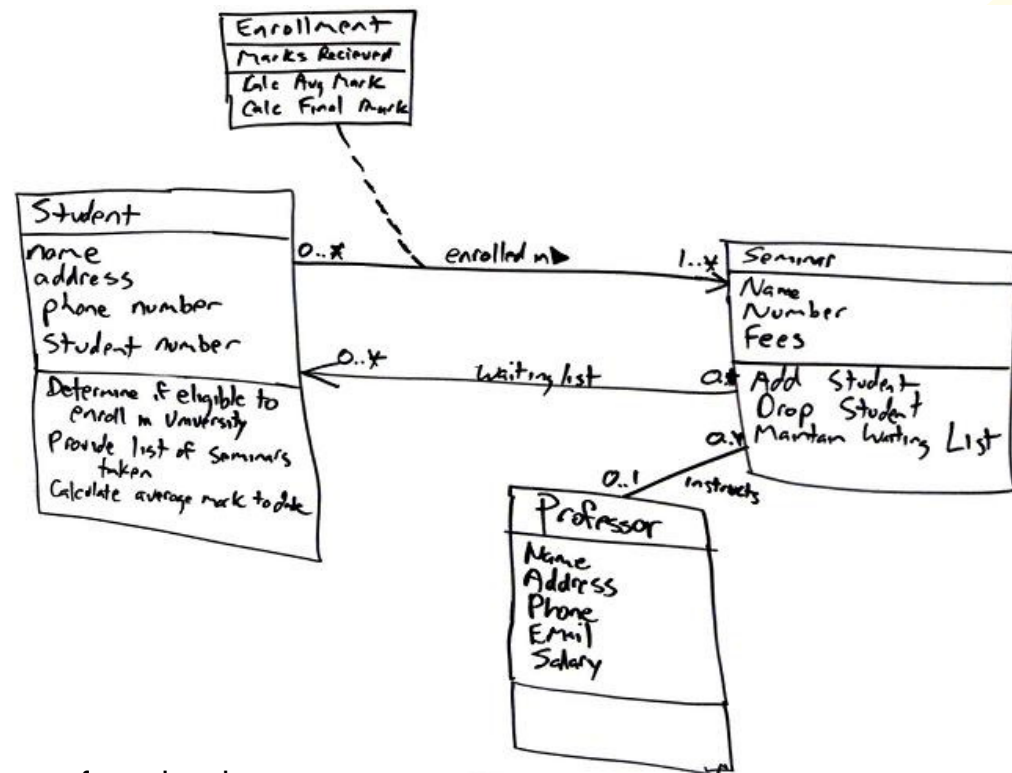 Enrollment
Marks Recieved
Calc Avg Mark
Calc Final Mark
Student
name
address
phone number
Student number
Determine if eligible to
enroll in University
Provide list of seminars
taken
Calculate average mark to date
0..*
enrolled in
1..*
0..*
Waiting list
0..*
Seminar
Name
Number
Fees
Add Student
Drop Student
Maintain Waiting List
0..*
instructs
0..1
Professor
Name
Address
Phone
Email
Salary